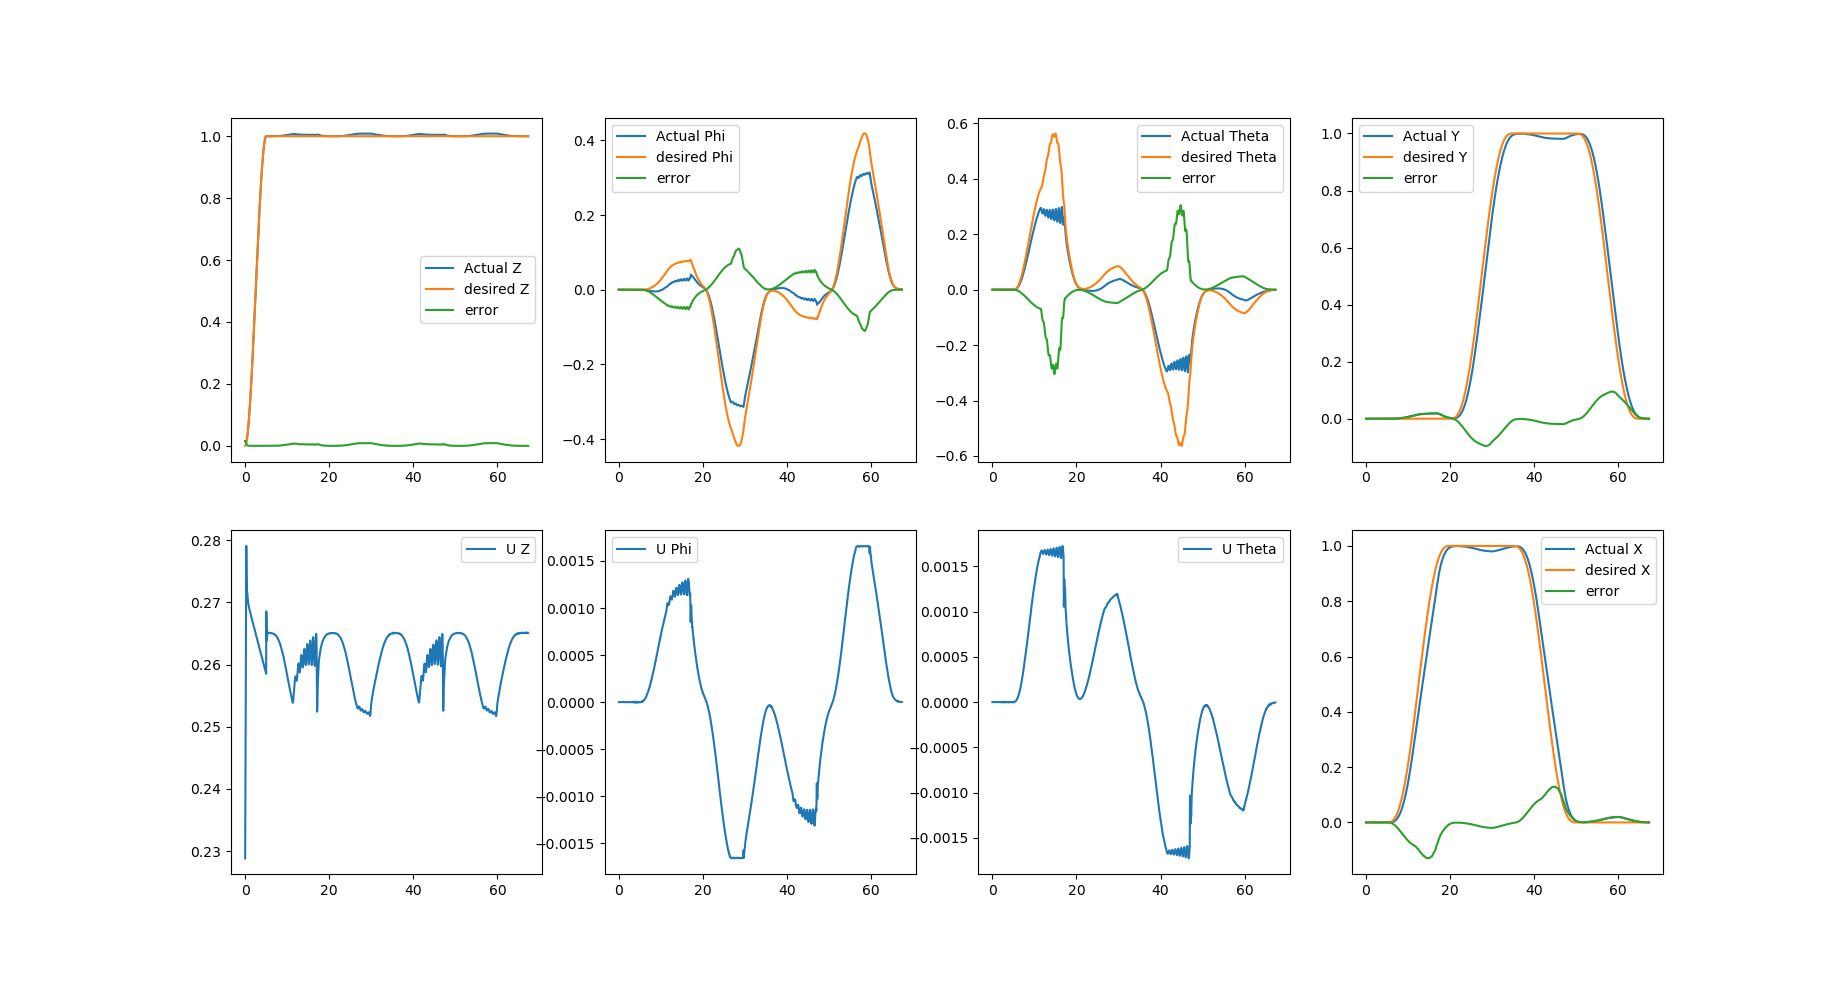 1.0
0.8
0.6
0.4
0.2
0.0
Actual Z
desired Z
error
0 20 40 60
0.4
0.2
0.0
−0.2
−0.4
Actual Phi
desired Phi
error
0 20 40 60
0.6
0.4
0.2
0.0
−0.2
−0.4
−0.6
Actual Theta
desired Theta
error
0 20 40 60
1.0
0.8
0.6
0.4
0.2
0.0
Actual Y
desired Y
error
0 20 40 60
0.28
0.27
0.26
0.25
0.24
0.23
U Z
0 20 40 60
0.0015
0.0010
0.0005
0.0000
−0.0005
−0.0010
−0.0015
U Phi
0 20 40 60
0.0015
0.0010
0.0005
0.0000
−0.0005
−0.0010
−0.0015
U Theta
0 20 40 60
1.0
0.8
0.6
0.4
0.2
0.0
Actual X
desired X
error
0 20 40 60